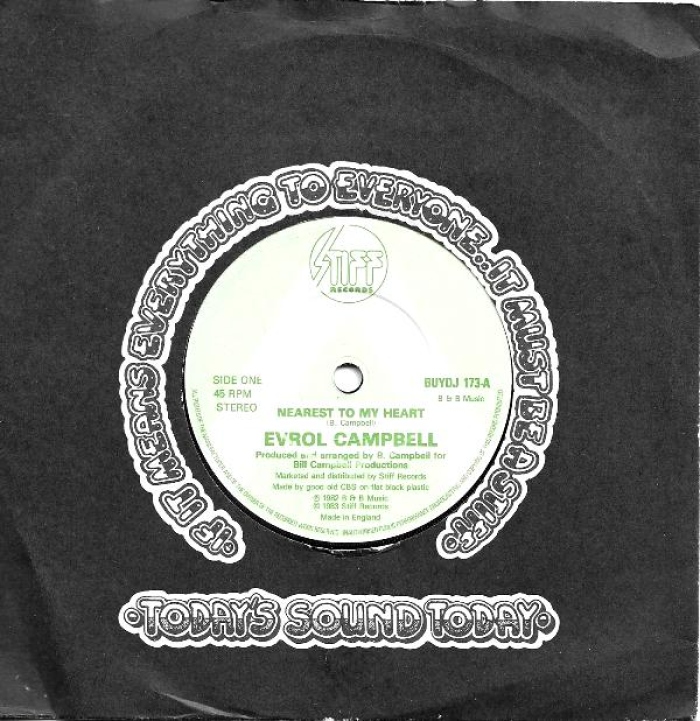 IF IT MEANS EVERYTHING TO EVERYONE...IT MUST BE A STIFF
STIFF
RECORDS
SIDE ONE
45 RPM
STEREO
BUYDJ 173-A
B & B Music
NEAREST TO MY HEART
(B. Campbell)
EVROL CAMPBELL
Produced and arranged by B. Campbell for
Bill Campbell Productions
Marketed and distributed by Stiff Records
Made by good old CBS on flat black plastic
℗ 1982 B & B Music
© 1983 Stiff Records
Made in England
·TODAY'S SOUND TODAY·